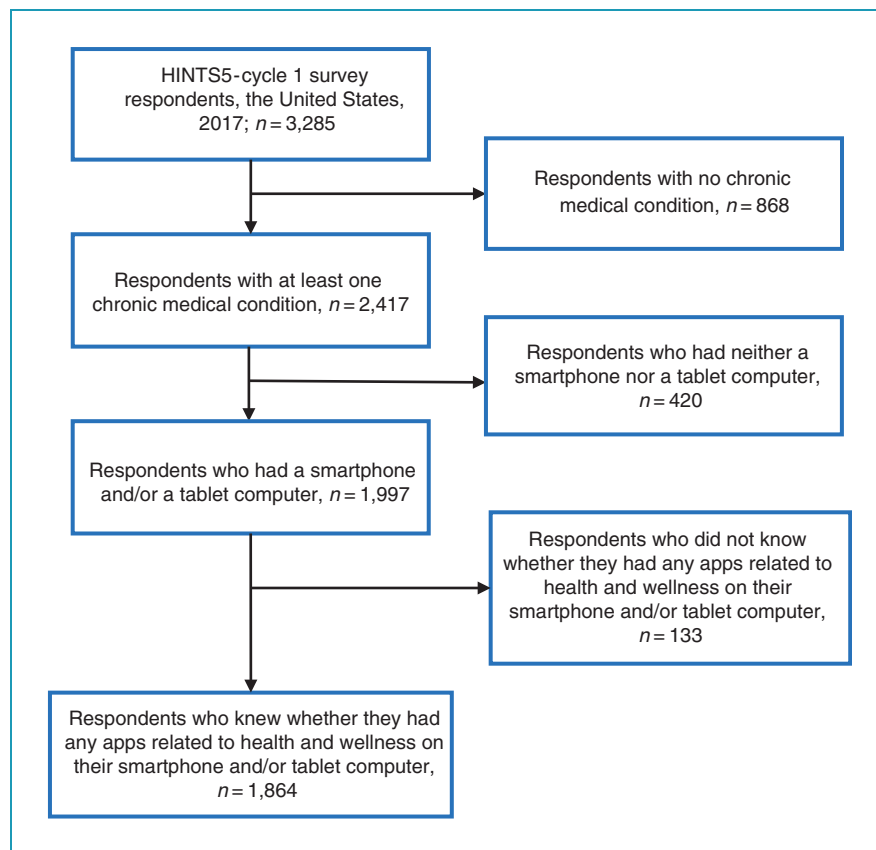 HINTS5-cycle 1 survey
respondents, the United States,
2017; n = 3,285
Respondents with no chronic
medical condition, n = 868
Respondents with at least one
chronic medical condition, n = 2,417
Respondents who had neither a
smartphone nor a tablet computer,
n = 420
Respondents who had a smartphone
and/or a tablet computer, n = 1,997
Respondents who did not know
whether they had any apps related to
health and wellness on their
smartphone and/or tablet computer,
n = 133
Respondents who knew whether they had
any apps related to health and wellness on
their smartphone and/or tablet computer,
n = 1,864